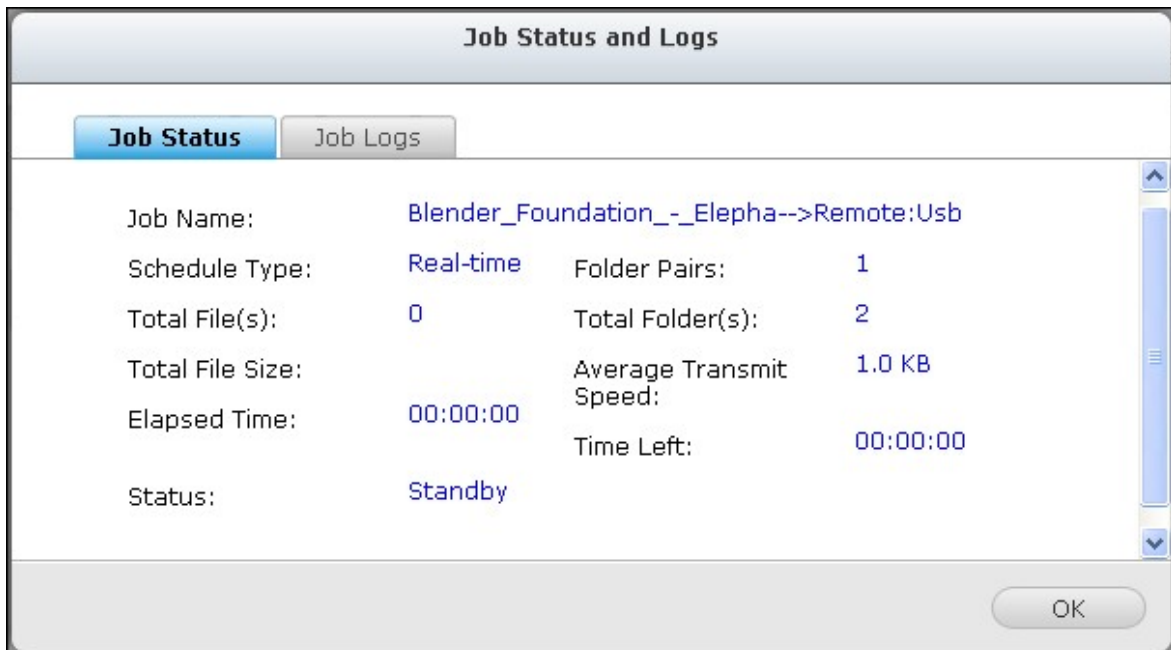 Job Status and Logs
Job Status Job Logs
Job Name: Blender_Foundation_-_Elepha-->Remote:Usb
Schedule Type: Real-time Folder Pairs: 1
Total File(s): 0 Total Folder(s): 2
Total File Size: Average Transmit Speed: 1.0 KB
Elapsed Time: 00:00:00
Time Left: 00:00:00
Status: Standby
OK